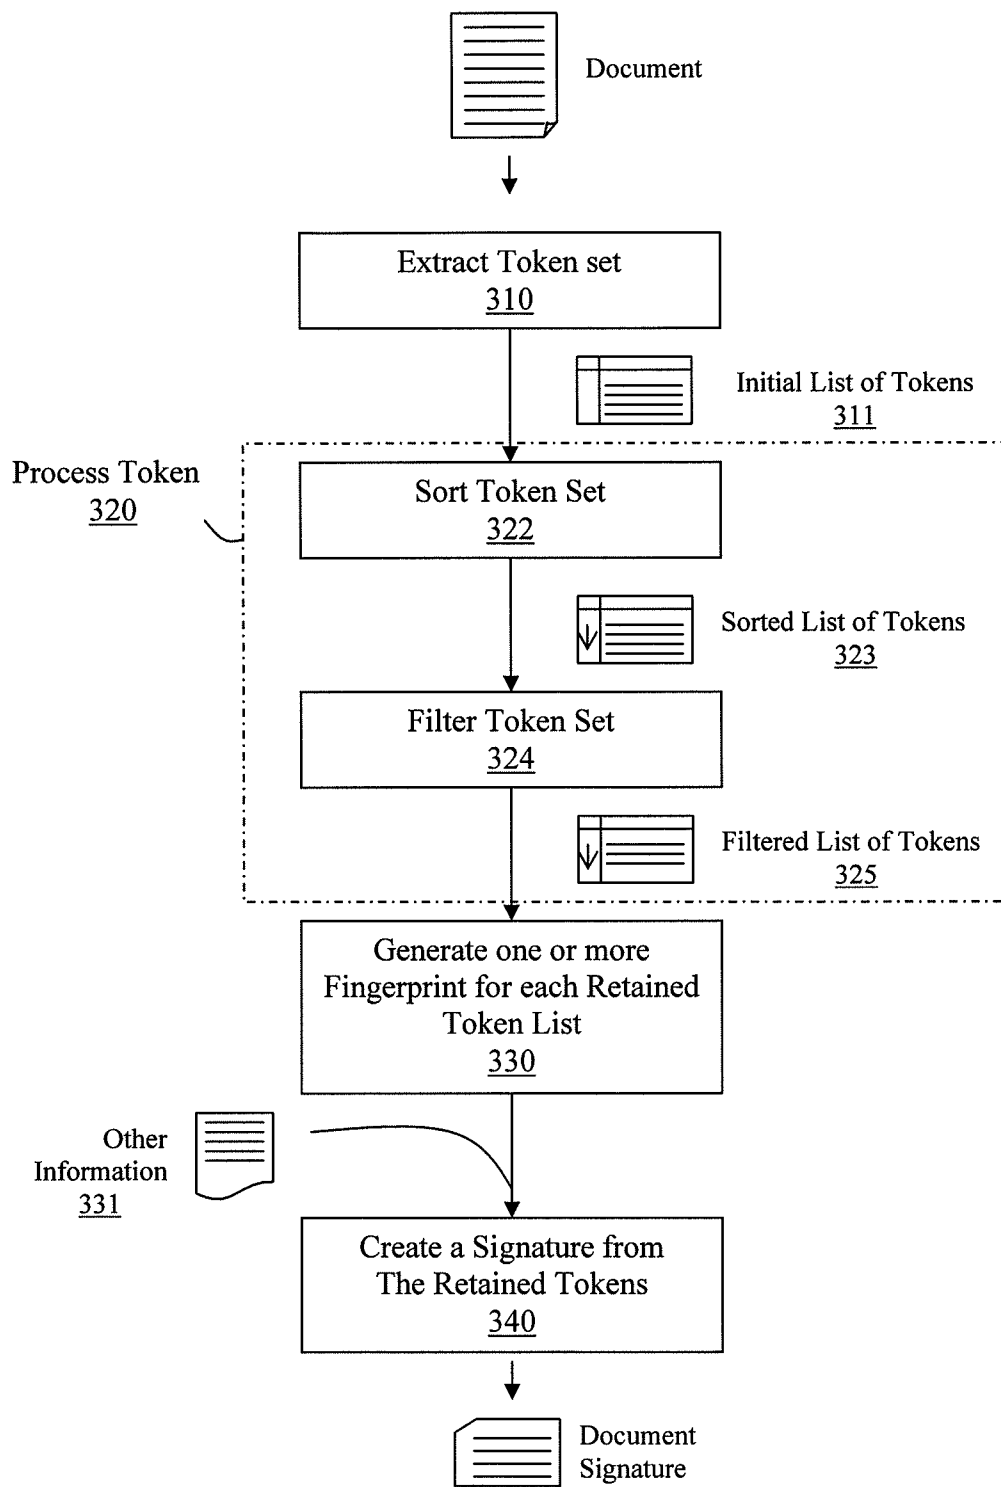 Document
Extract Token set
310
Initial List of Tokens
311
Process Token
320
Sort Token Set
322
Sorted List of Tokens
323
Filter Token Set
324
Filtered List of Tokens
325
Generate one or more
Fingerprint for each Retained
Token List
330
Other
Information
331
Create a Signature from
The Retained Tokens
340
Document
Signature